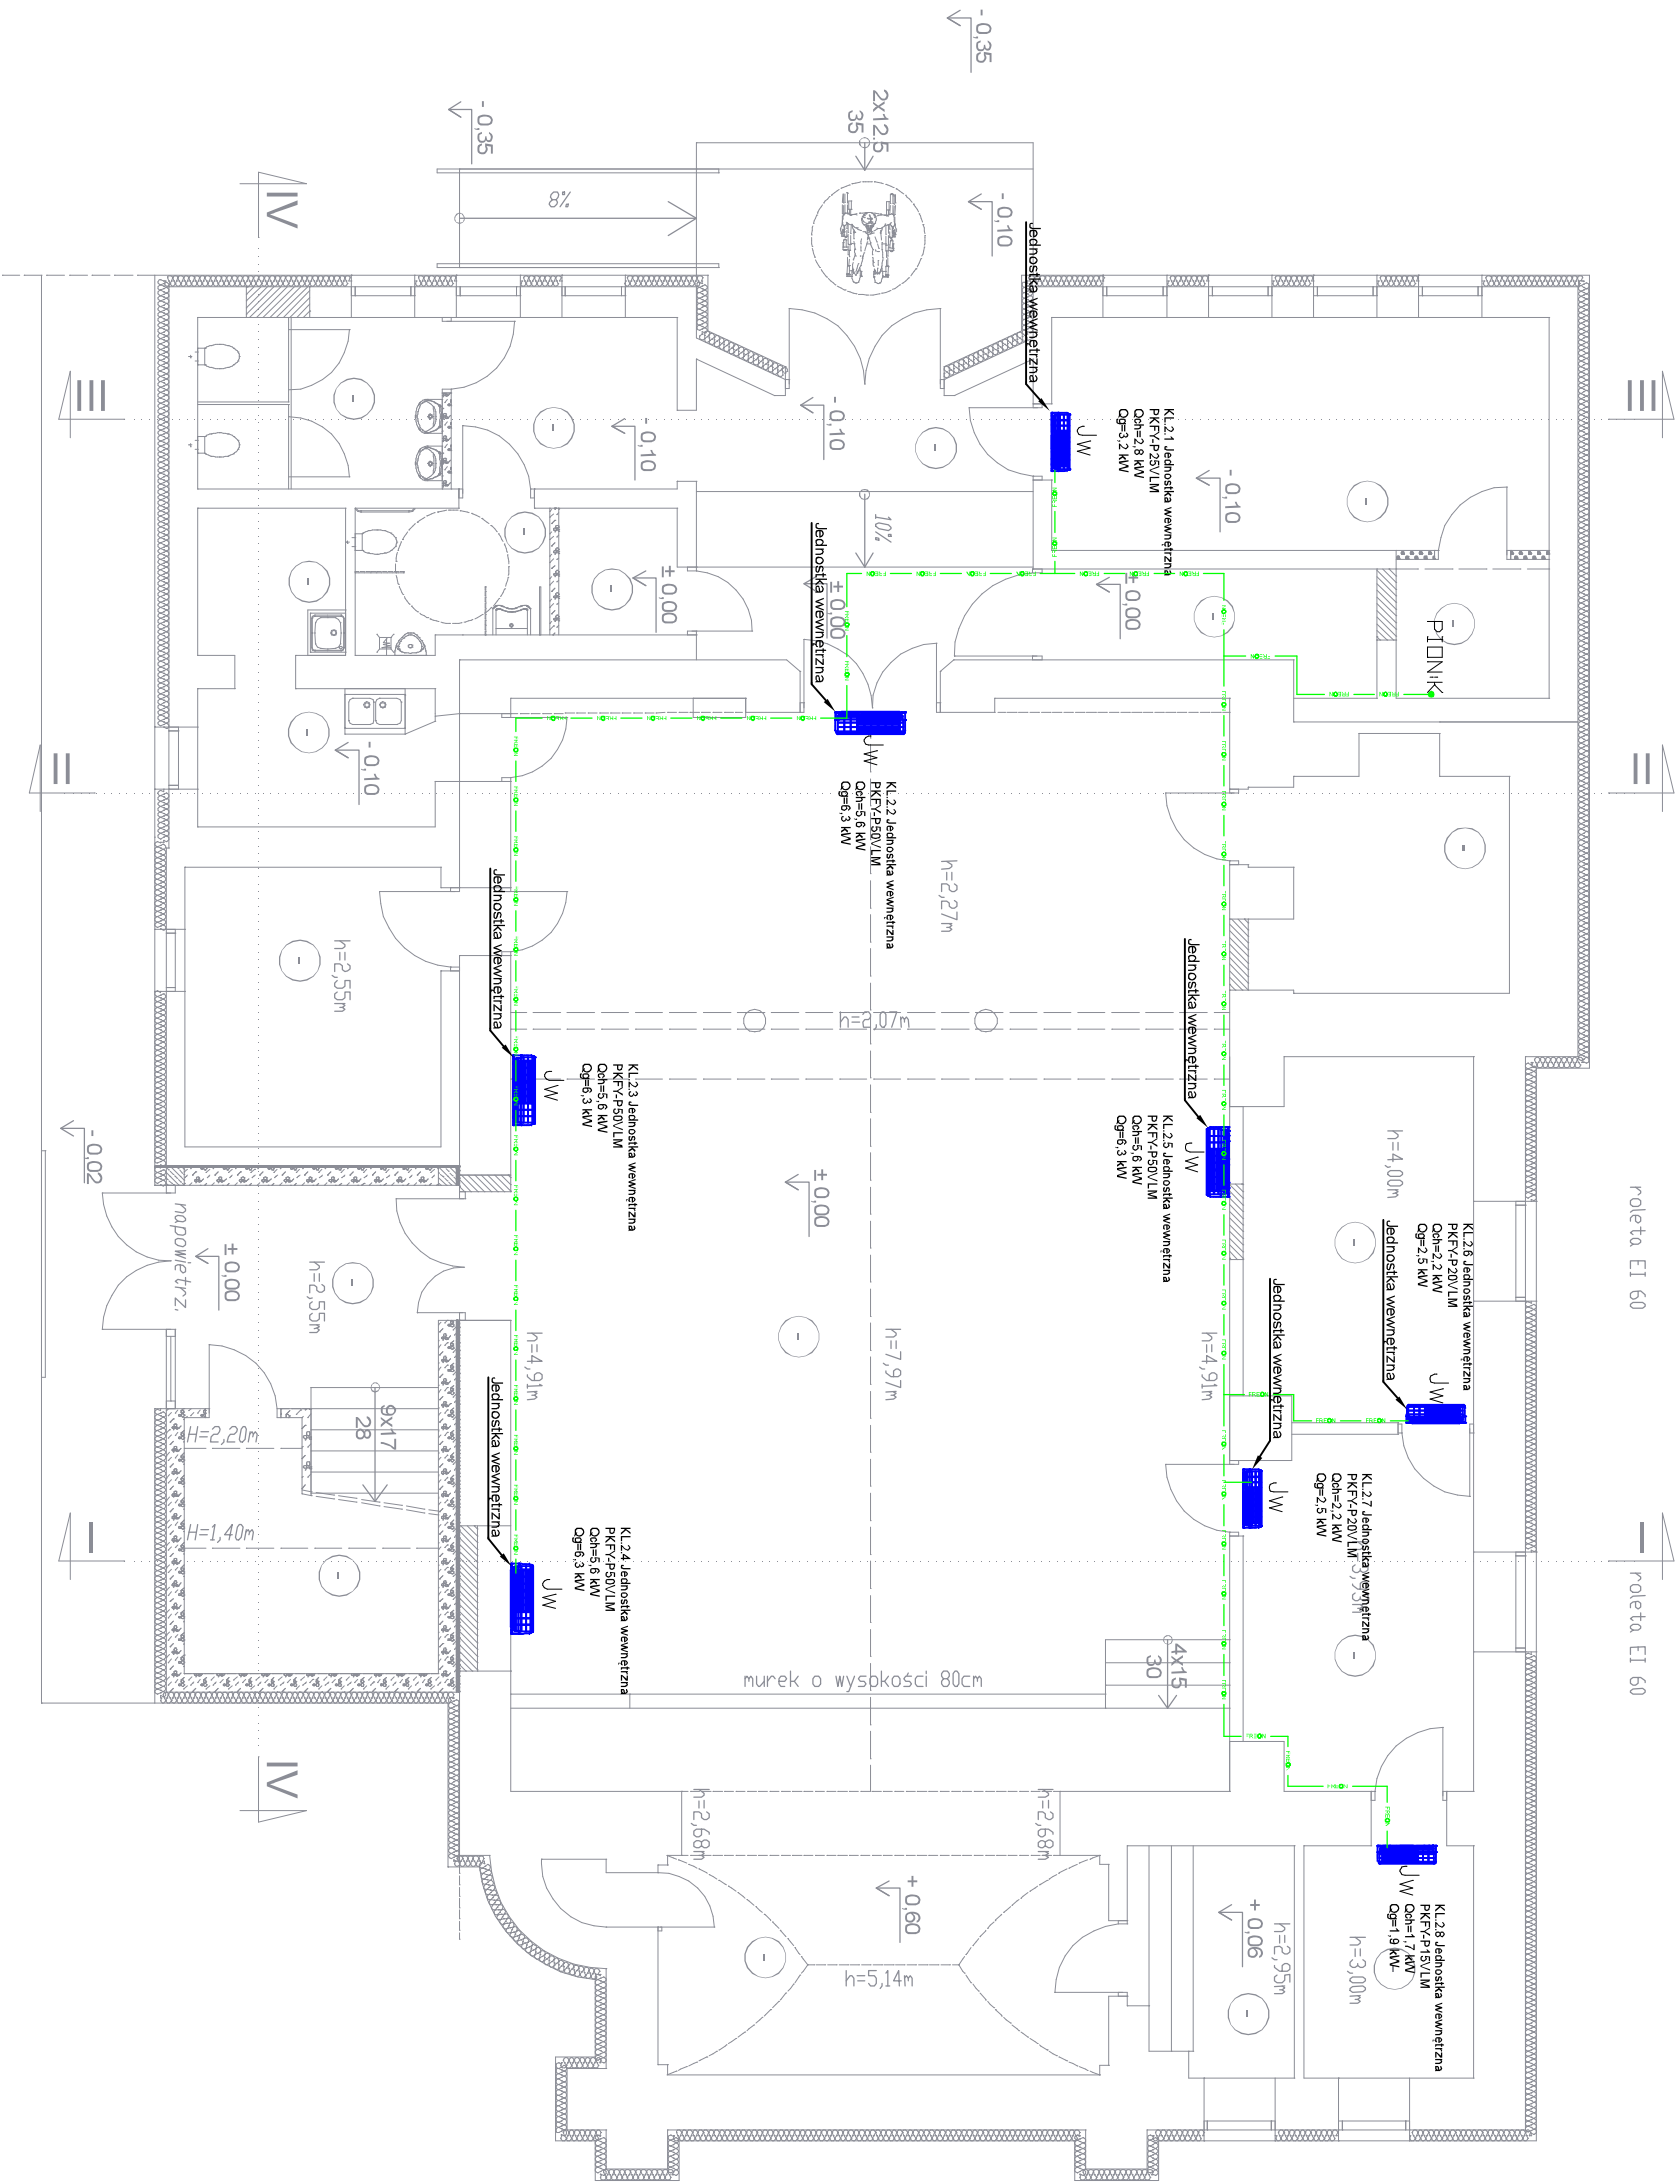 - 0,35
2x12.5
35
- 0,35
8%
IV
- 0,10
Jednostka wewnętrzna
III
III
JW
KL.2.1 Jednostka wewnętrzna
PKFY-P25VLM
Qch=2,8 kW
Qg=3,2 kW
- 0,10
- 0,10
- 0,10
10%
Jednostka wewnętrzna
± 0,00
± 0,00
± 0,00
PION:K
JW
KL.2.2 Jednostka wewnętrzna
PKFY-P50VLM
Qch=5,6 kW
Qg=6,3 kW
II
II
- 0,10
h=2,27m
h=2,55m
Jednostka wewnętrzna
Jednostka wewnętrzna
h=2,07m
JW
KL.2.3 Jednostka wewnętrzna
PKFY-P50VLM
Qch=5,6 kW
Qg=6,3 kW
JW
KL.2.5 Jednostka wewnętrzna
PKFY-P50VLM
Qch=5,6 kW
Qg=6,3 kW
h=4,00m
- 0,02
± 0,00
roleta EI 60
napowietrz.
± 0,00
h=2,55m
KL.2.6 Jednostka wewnętrzna
PKFY-P20VLM
Qch=2,2 kW
Qg=2,5 kW
Jednostka wewnętrzna
JW
Jednostka wewnętrzna
h=4,91m
h=7,97m
h=4,91m
9x17
28
H=2,20m
H=1,40m
Jednostka wewnętrzna
JW
KL.2.7 Jednostka wewnętrzna
PKFY-P20VLM
Qch=2,2 kW
Qg=2,5 kW
I
I
JW
KL.2.4 Jednostka wewnętrzna
PKFY-P50VLM
Qch=5,6 kW
Qg=6,3 kW
roleta EI 60
4x15
30
murek o wysokości 80cm
IV
h=2,68m
h=2,68m
JW
KL.2.8 Jednostka wewnętrzna
PKFY-P15VLM
Qch=1,7 kW
Qg=1,9 kW
+ 0,60
+ 0,06
h=2,95m
h=3,00m
h=5,14m